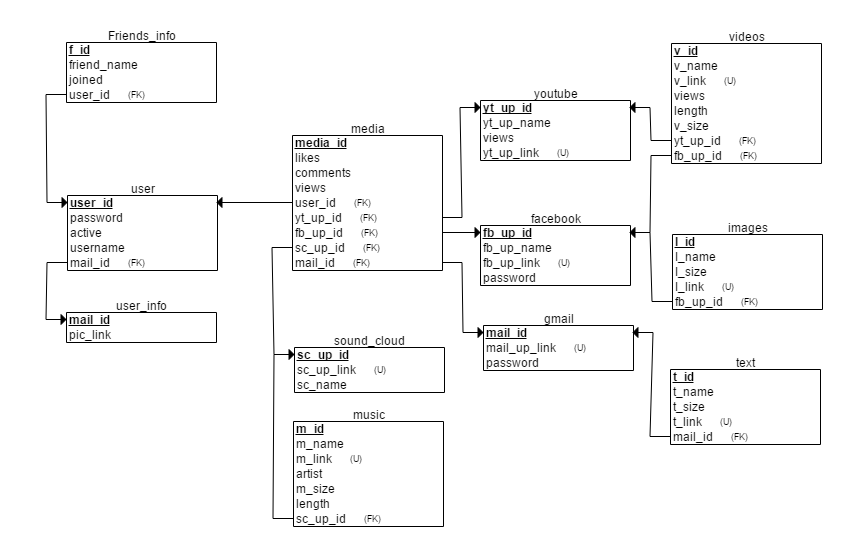 Friends_info
f_id
friend_name
joined
user_id (FK)
user
user_id
password
active
username
mail_id (FK)
user_info
mail_id
pic_link
media
media_id
likes
comments
views
user_id (FK)
yt_up_id (FK)
fb_up_id (FK)
sc_up_id (FK)
mail_id (FK)
sound_cloud
sc_up_id
sc_up_link (U)
sc_name
music
m_id
m_name
m_link (U)
artist
m_size
length
sc_up_id (FK)
youtube
yt_up_id
yt_up_name
views
yt_up_link (U)
facebook
fb_up_id
fb_up_name
fb_up_link (U)
password
gmail
mail_id
mail_up_link (U)
password
videos
v_id
v_name
v_link (U)
views
length
v_size
yt_up_id (FK)
fb_up_id (FK)
images
I_id
I_name
I_size
I_link (U)
fb_up_id (FK)
text
t_id
t_name
t_size
t_link (U)
mail_id (FK)